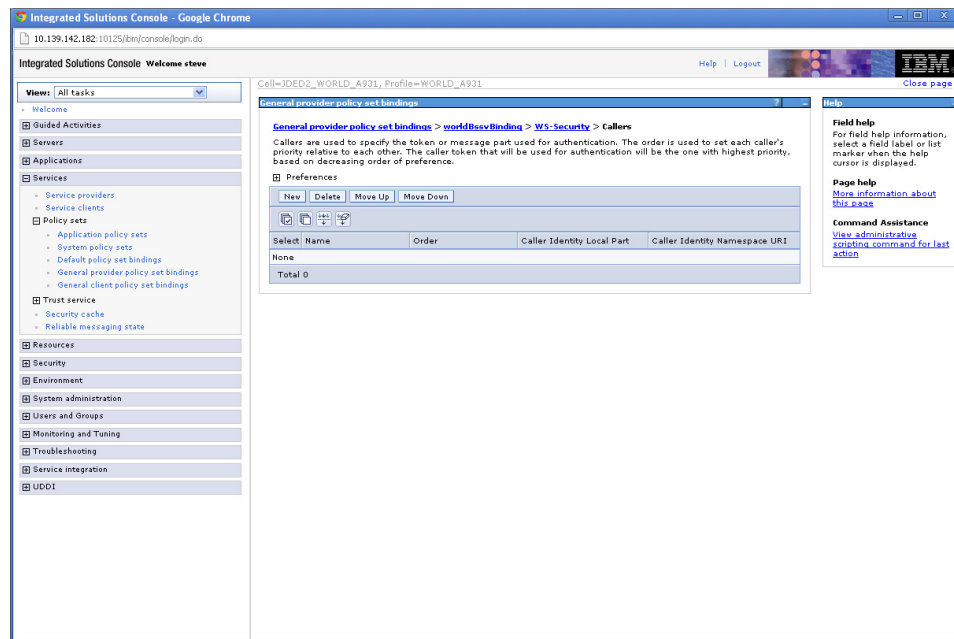 Integrated Solutions Console - Google Chrome
10.139.142.182:10125/ibm/console/login.do
Integrated Solutions Console Welcome steve
Help | Logout
IBM
View: All tasks
Welcome
Guided Activities
Servers
Applications
Services
Service providers
Service clients
Policy sets
Application policy sets
System policy sets
Default policy set bindings
General provider policy set bindings
General client policy set bindings
Trust service
Security cache
Reliable messaging state
Resources
Security
Environment
System administration
Users and Groups
Monitoring and Tuning
Troubleshooting
Service integration
UDDI
Cell=JDED2_WORLD_A931, Profile=WORLD_A931
Close page
General provider policy set bindings
?
General provider policy set bindings > worldBssvBinding > WS-Security > Callers
Callers are used to specify the token or message part used for authentication. The order is used to set each caller's
priority relative to each other. The caller token that will be used for authentication will be the one with highest priority,
based on decreasing order of preference.
Preferences
New Delete Move Up Move Down
Select Name Order Caller Identity Local Part Caller Identity Namespace URI
None
Total 0
Help
Field help
For field help information,
select a field label or list
marker when the help
cursor is displayed.
Page help
More information about
this page
Command Assistance
View administrative
scripting command for last
action